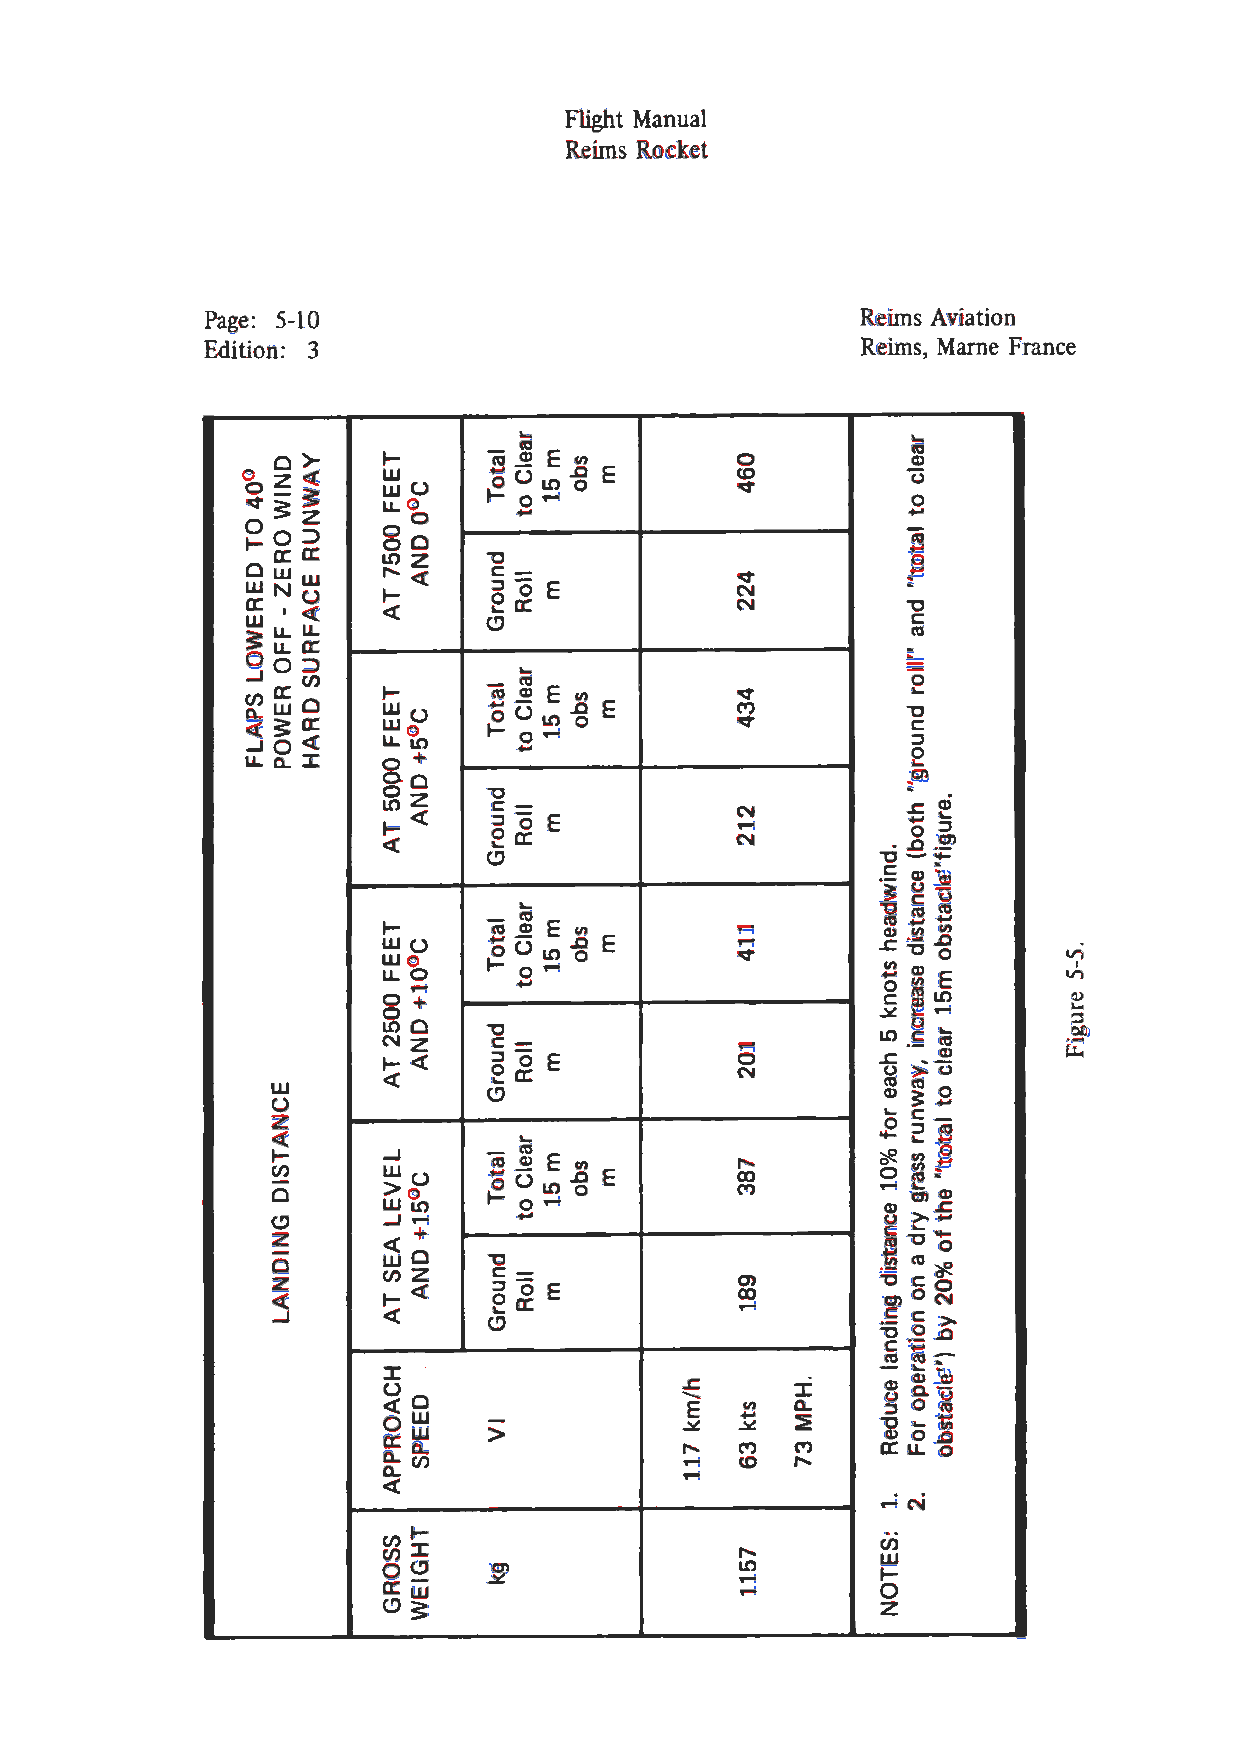 Flight Manual
Reims Rocket
Page: 5-10
Reims Aviation
Edition: 3
Reims, Marne France
LANDING DISTANCE
FLAPS LOWERED TO 40º
POWER OFF - ZERO WIND
HARD SURFACE RUNWAY
GROSS WEIGHT
APPROACH SPEED
AT SEA LEVEL AND +15ºC
AT 2500 FEET AND +10ºC
AT 5000 FEET AND +5ºC
AT 7500 FEET AND 0ºC
kg
VI
Ground Roll m
Total to Clear 15 m obs m
Ground Roll m
Total to Clear 15 m obs m
Ground Roll m
Total to Clear 15 m obs m
Ground Roll m
Total to Clear 15 m obs m
1157
117 km/h
63 kts
73 MPH.
189
387
201
411
212
434
224
460
NOTES: 1. Reduce landing distance 10% for each 5 knots headwind.
2. For operation on a dry grass runway, increase distance (both "ground roll" and "total to clear
obstacle") by 20% of the "total to clear 15m obstacle" figure.
Figure 5-5.